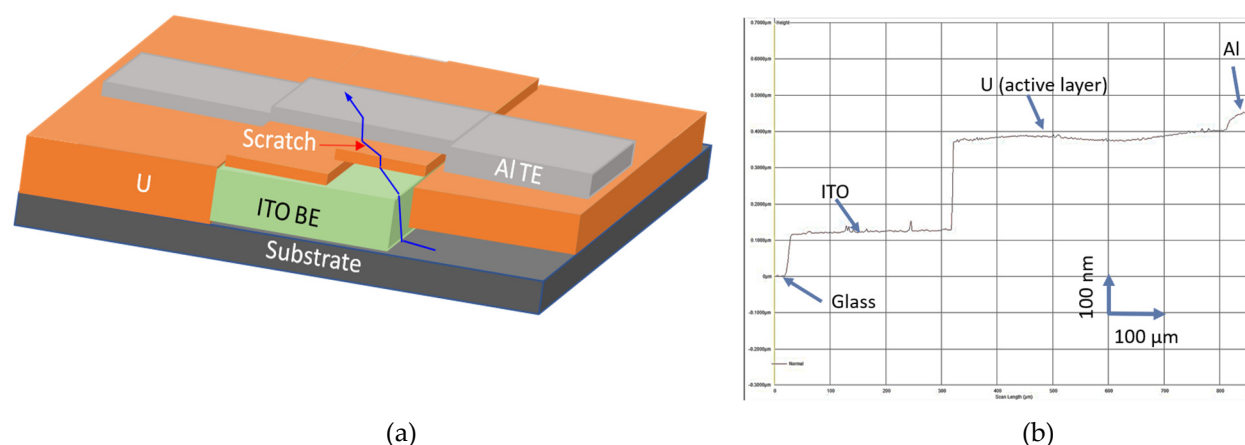 Scratch
U
Al TE
ITO BE
Substrate
(a)
0.7000µm Height
0.6000µm
0.5000µm
0.4000µm
0.3000µm
0.2000µm
0.1000µm
0µm
-0.1000µm
-0.2000µm
-0.3000µm
Al
U (active layer)
ITO
Glass
100 nm
100 µm
Normal
0 100 200 300 400 500 600 700 800
Scan Length (µm)
(b)